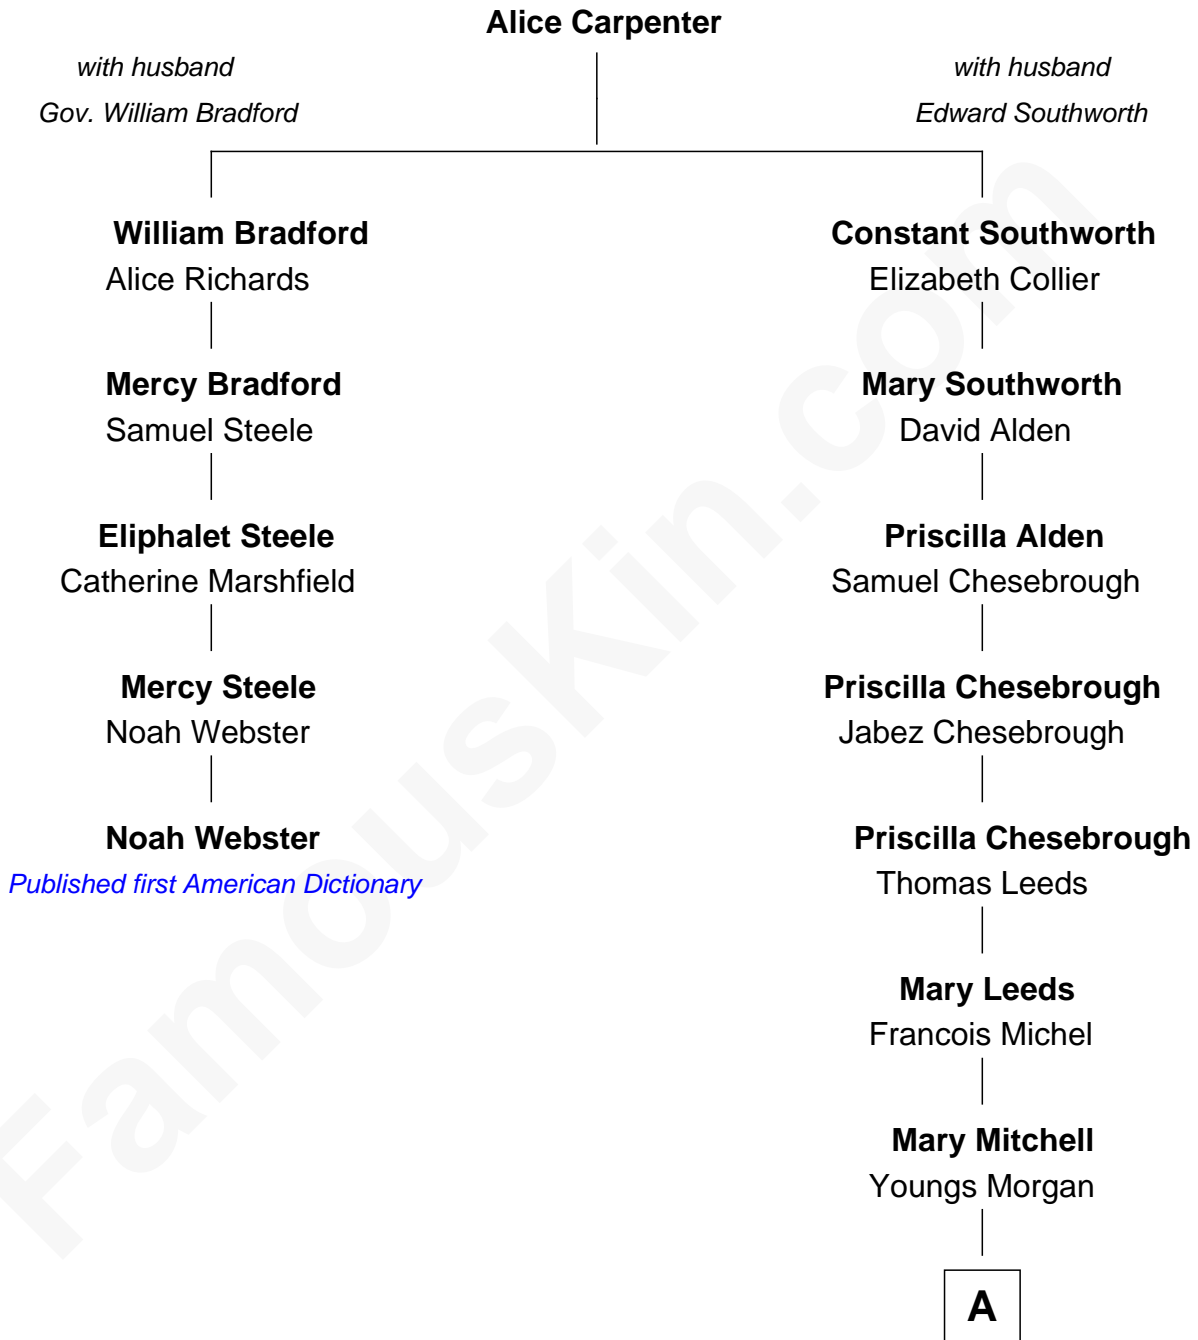 Alice Carpenter
with husband
Gov. William Bradford
with husband
Edward Southworth
William Bradford
Alice Richards
Mercy Bradford
Samuel Steele
Eliphalet Steele
Catherine Marshfield
Mercy Steele
Noah Webster
Noah Webster
Published first American Dictionary
Constant Southworth
Elizabeth Collier
Mary Southworth
David Alden
Priscilla Alden
Samuel Chesebrough
Priscilla Chesebrough
Jabez Chesebrough
Priscilla Chesebrough
Thomas Leeds
Mary Leeds
Francois Michel
Mary Mitchell
Youngs Morgan
A
FamousKin.com